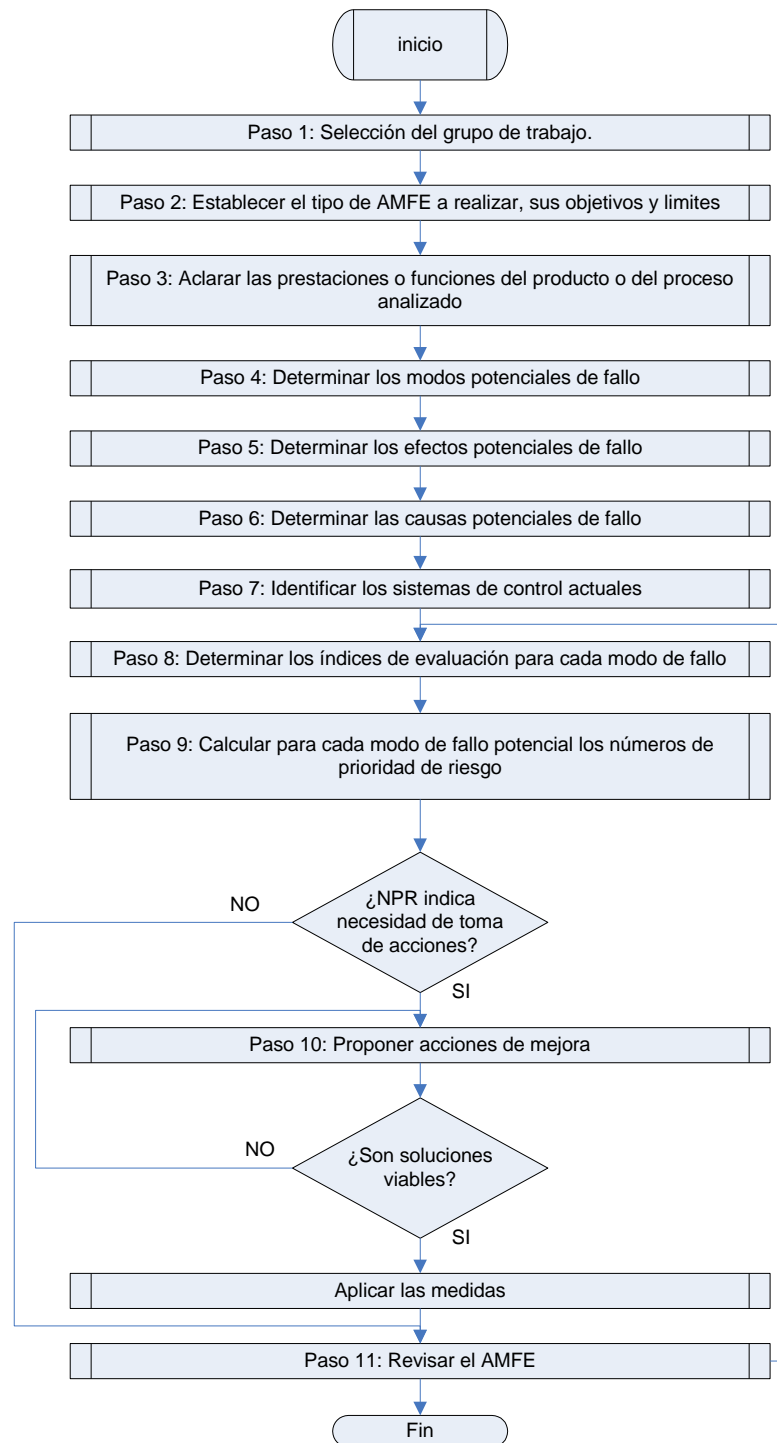 inicio
Paso 1: Selección del grupo de trabajo.
Paso 2: Establecer el tipo de AMFE a realizar, sus objetivos y limites
Paso 3: Aclarar las prestaciones o funciones del producto o del proceso
analizado
Paso 4: Determinar los modos potenciales de fallo
Paso 5: Determinar los efectos potenciales de fallo
Paso 6: Determinar las causas potenciales de fallo
Paso 7: Identificar los sistemas de control actuales
Paso 8: Determinar los índices de evaluación para cada modo de fallo
Paso 9: Calcular para cada modo de fallo potencial los números de
prioridad de riesgo
NO
¿NPR indica
necesidad de toma
de acciones?
SI
Paso 10: Proponer acciones de mejora
NO
¿Son soluciones
viables?
SI
Aplicar las medidas
Paso 11: Revisar el AMFE
Fin